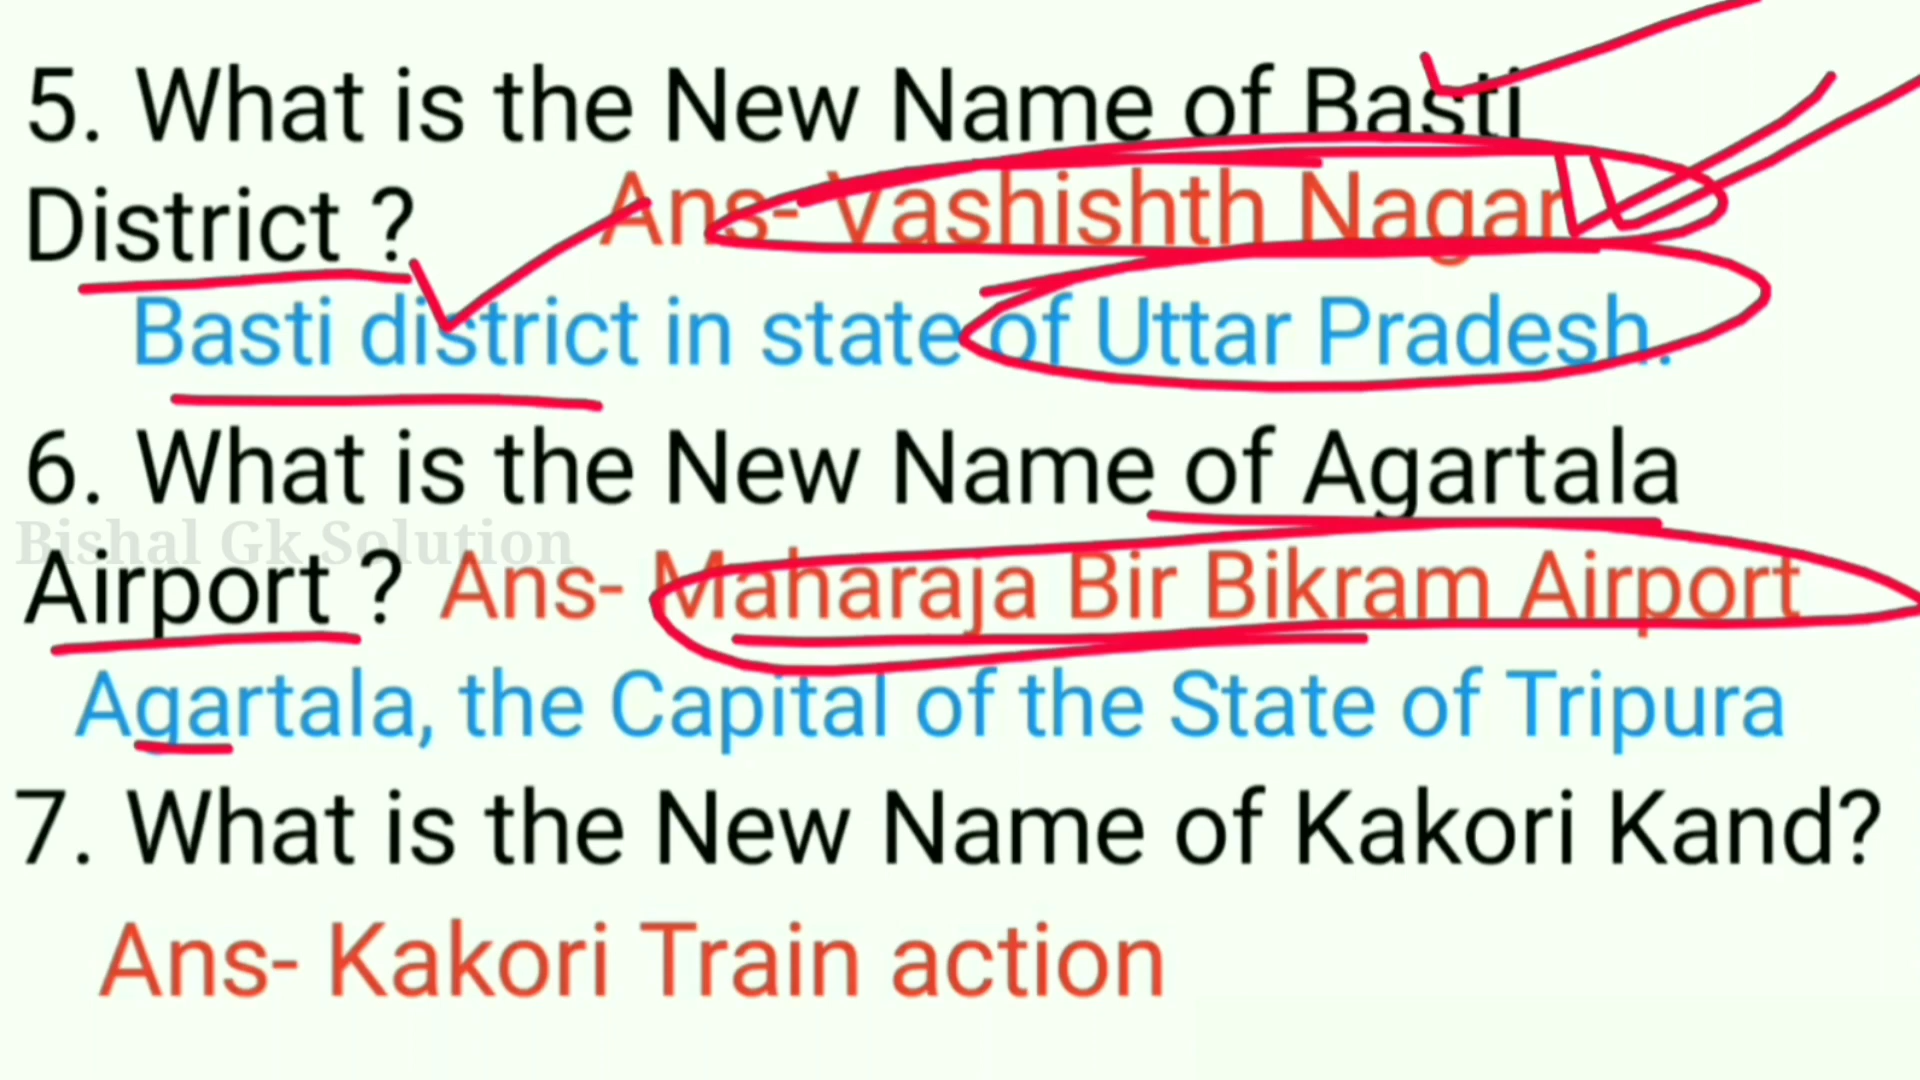 5. What is the New Name of Basti
District ? Ans- Vashishth Nagar
Basti district in state of Uttar Pradesh.
6. What is the New Name of Agartala
Bishal Gk Solution
Airport ? Ans- Maharaja Bir Bikram Airport
Agartala, the Capital of the State of Tripura
7. What is the New Name of Kakori Kand?
Ans- Kakori Train action